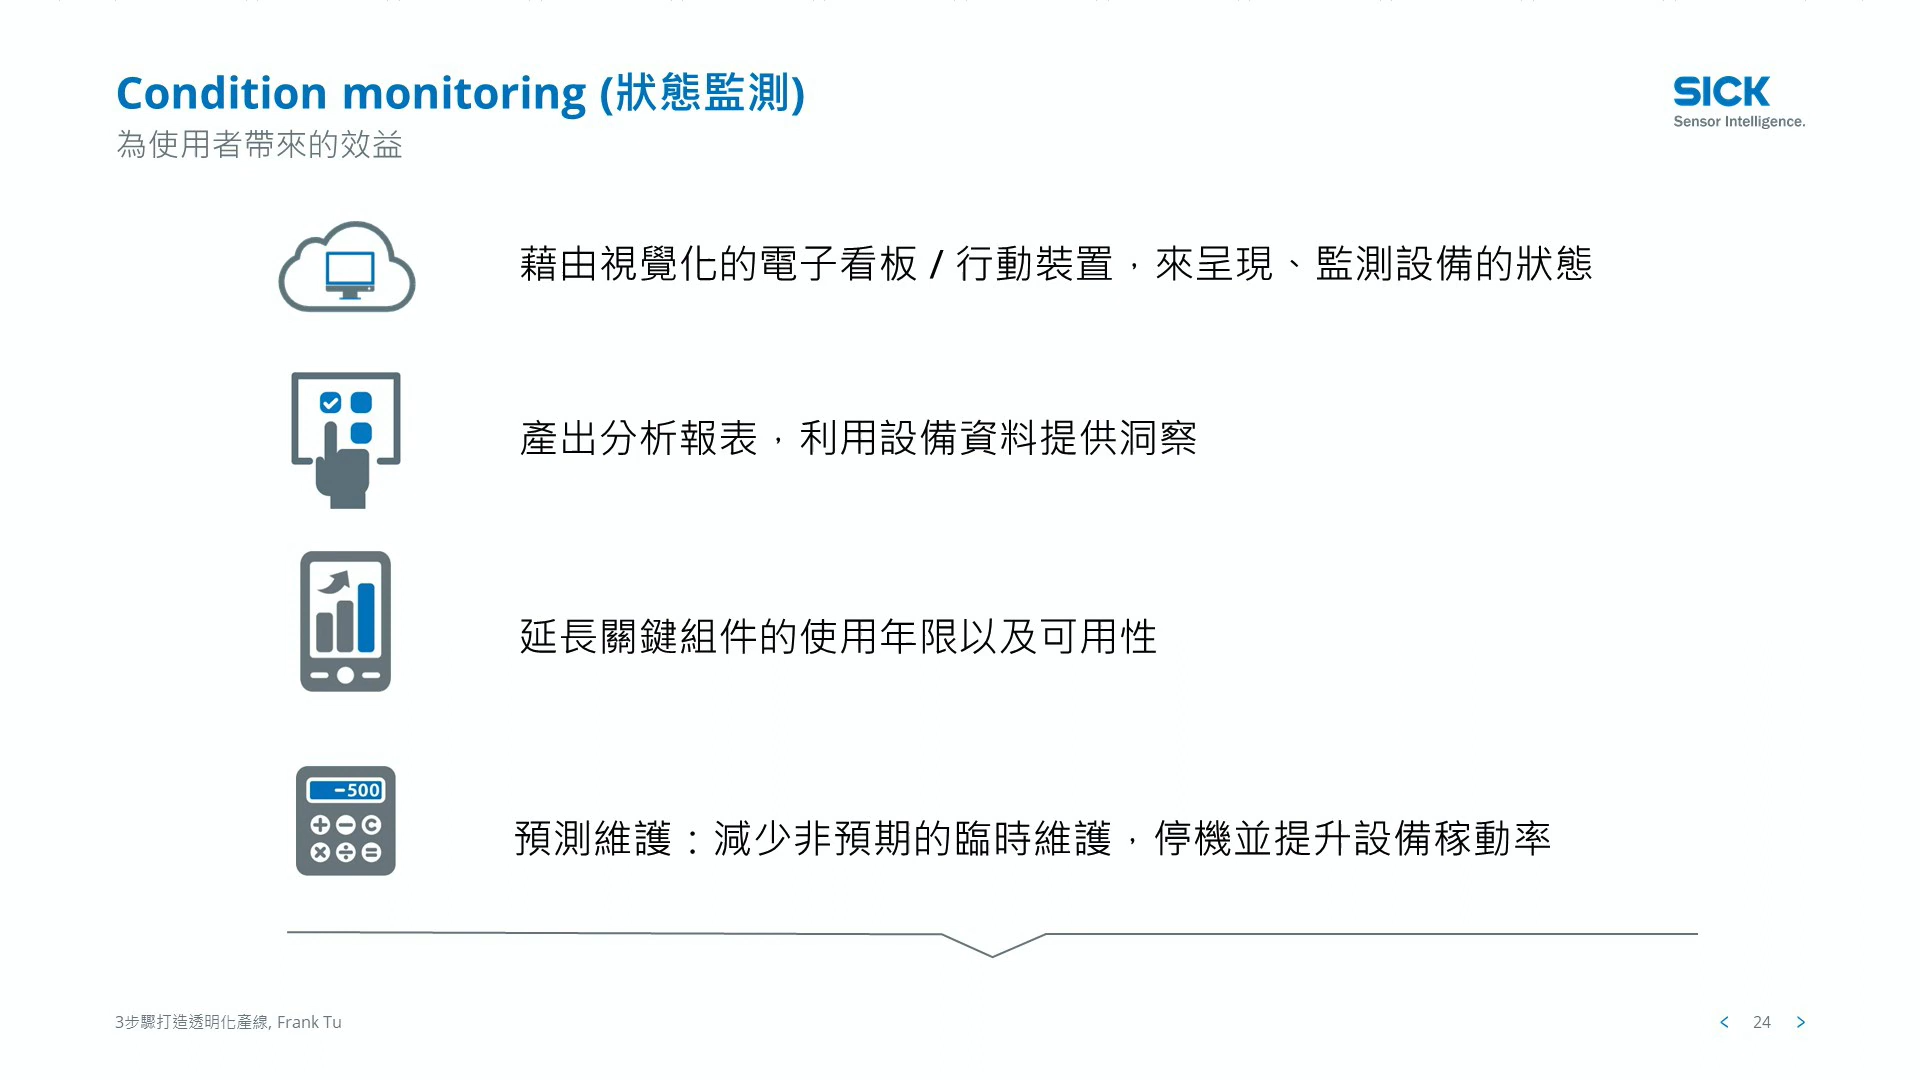 Condition monitoring (狀態監測)
為使用者帶來的效益
SICK
Sensor Intelligence.
藉由視覺化的電子看板 / 行動裝置，來呈現、監測設備的狀態
產出分析報表，利用設備資料提供洞察
延長關鍵組件的使用年限以及可用性
-500
預測維護：減少非預期的臨時維護，停機並提升設備稼動率
3步驟打造透明化產線, Frank Tu
< 24 >